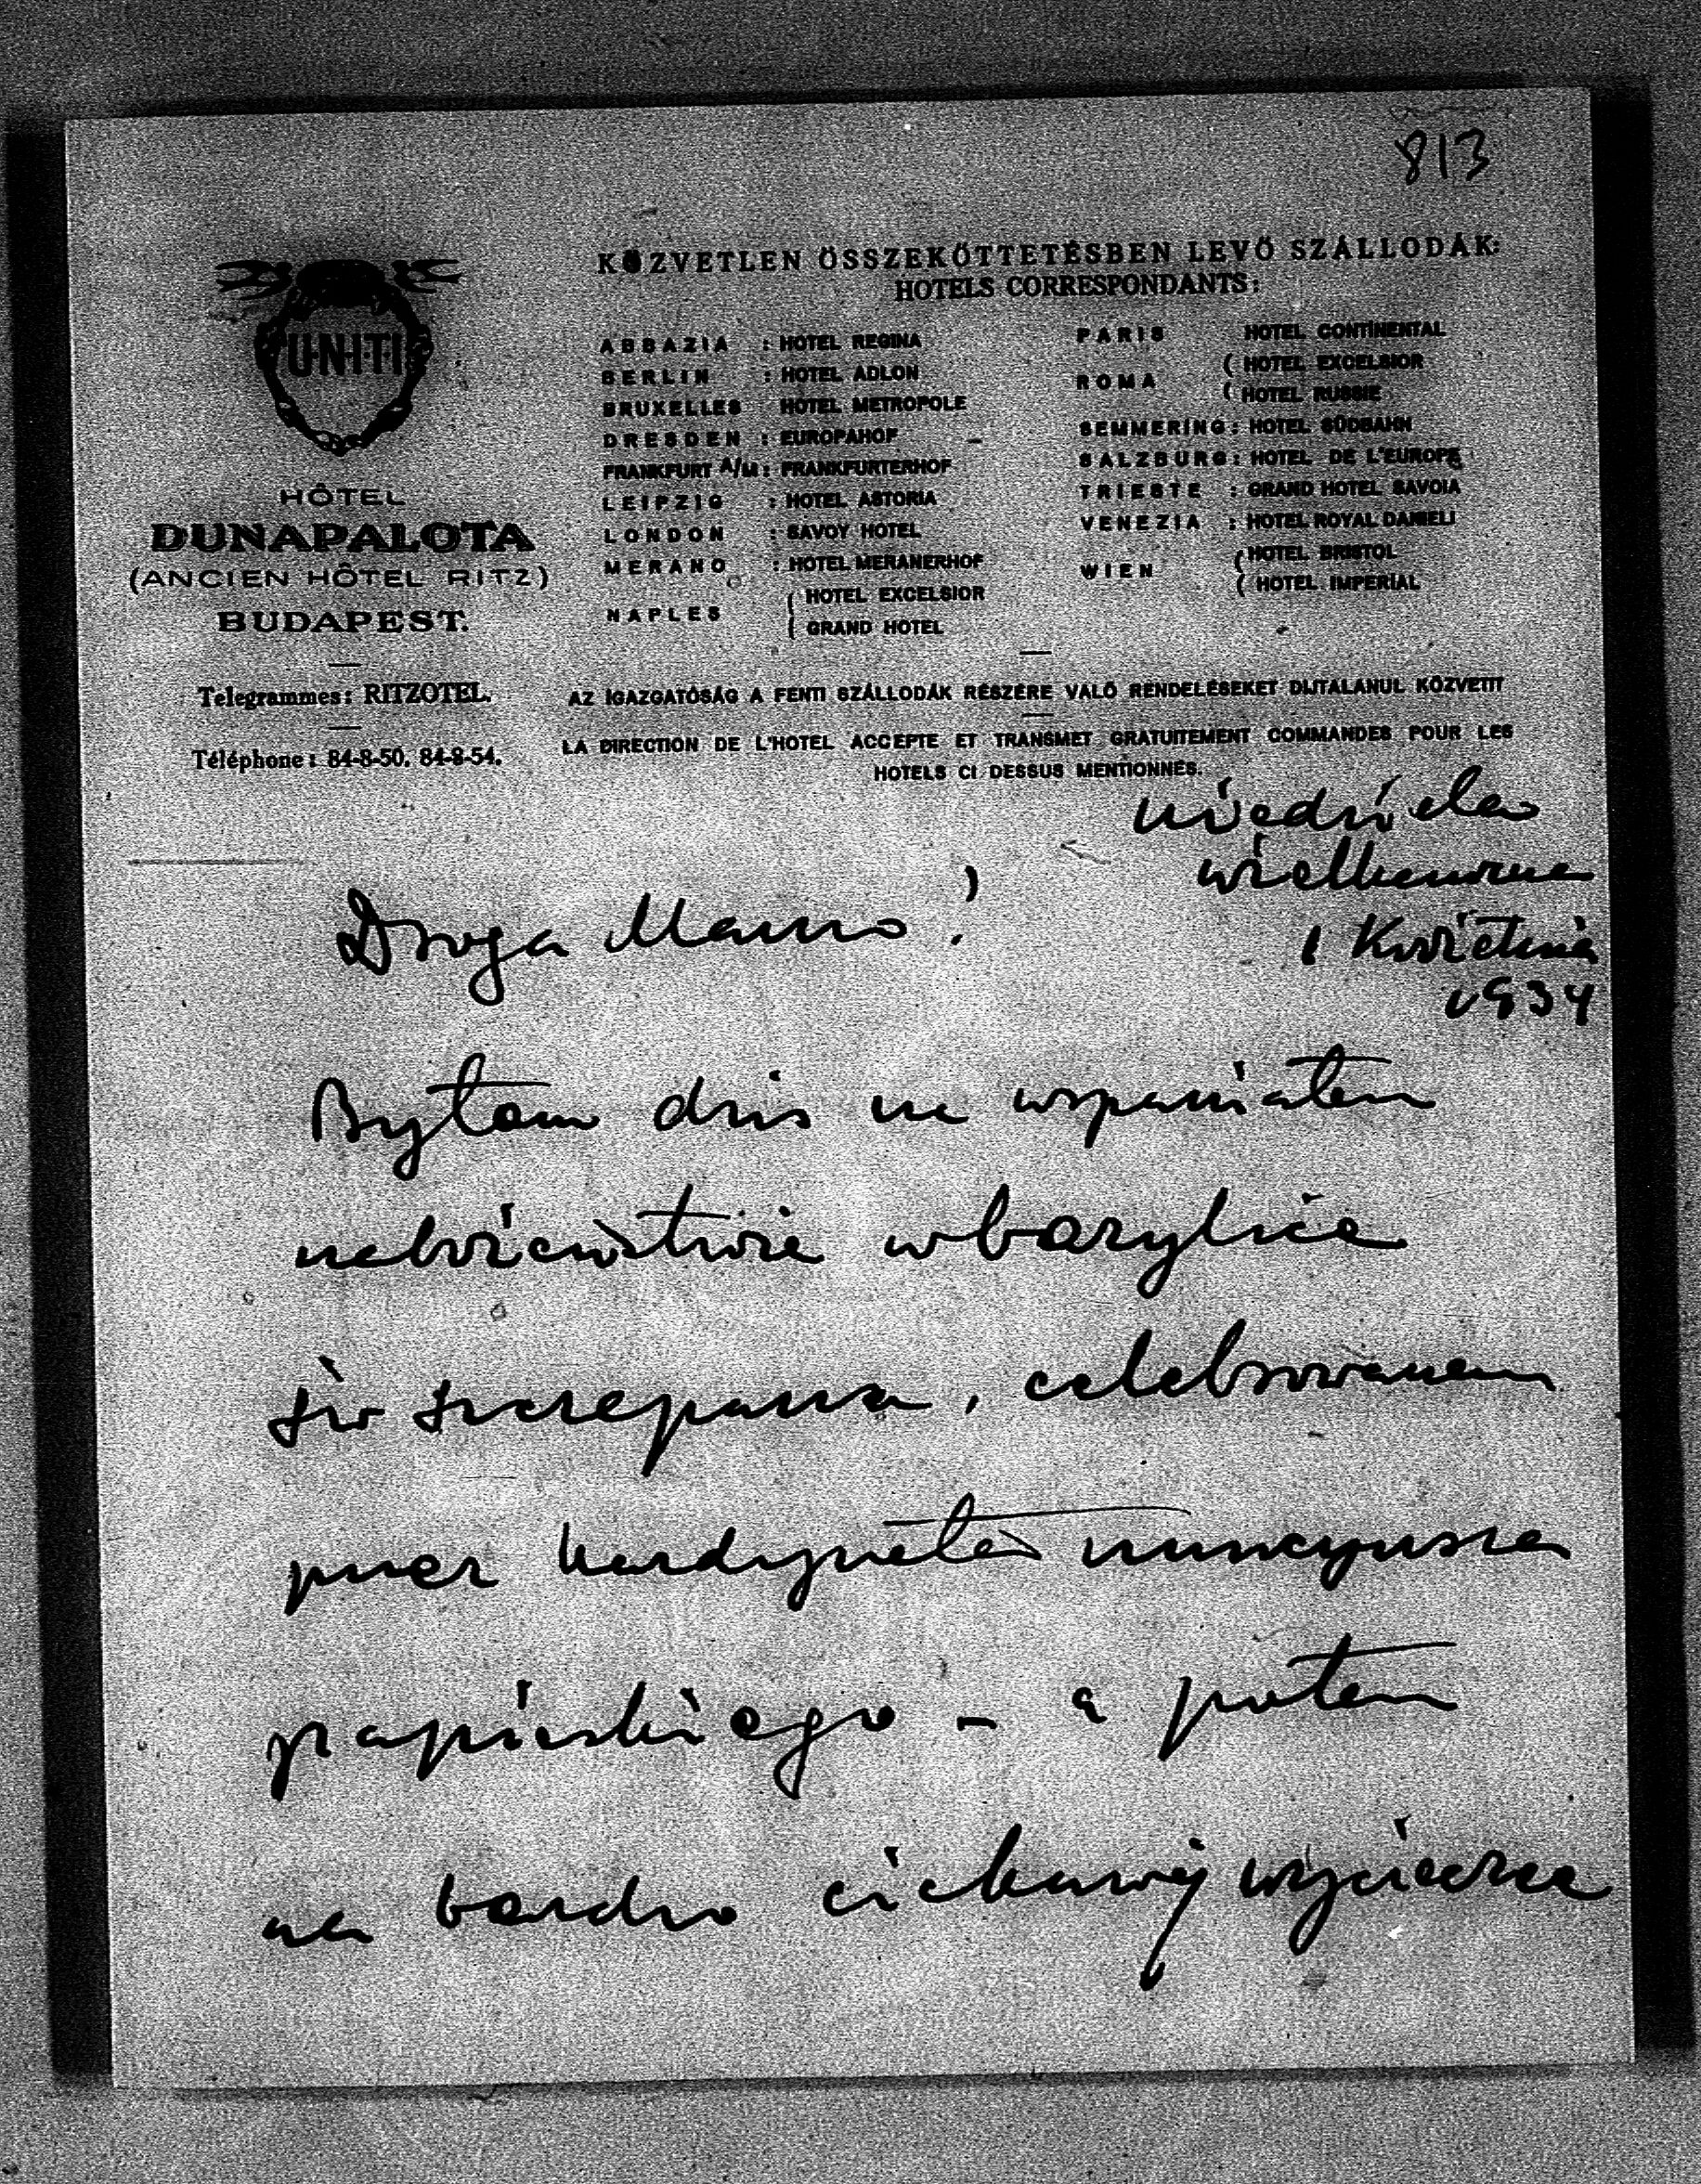 813
KÖZVETLEN ÖSSZEKÖTTETÉSBEN LEVŐ SZÁLLODÁK:
HOTELS CORRESPONDANTS:
UNITI
HÔTEL
DUNAPALOTA
(ANCIEN HÔTEL RITZ)
BUDAPEST.
Telegrammes: RITZOTEL.
Téléphone: 84-8-50. 84-8-54.
ABBAZIA : HOTEL REGINA
BERLIN : HOTEL ADLON
BRUXELLES HOTEL METROPOLE
DRESDEN : EUROPAHOF
FRANKFURT A/M: FRANKFURTERHOF
LEIPZIG : HOTEL ASTORIA
LONDON : SAVOY HOTEL
MERANO : HOTEL MERANERHOF
NAPLES ( HOTEL EXCELSIOR
( GRAND HOTEL
PARIS HOTEL CONTINENTAL
ROMA ( HOTEL EXCELSIOR
( HOTEL RUSSIE
SEMMERING: HOTEL SÜDBAHN
SALZBURG: HOTEL DE L'EUROPE
TRIESTE : GRAND HOTEL SAVOIA
VENEZIA : HOTEL ROYAL DANIELI
WIEN ( HOTEL BRISTOL
( HOTEL IMPERIAL
AZ IGAZGATÓSÁG A FENTI SZÁLLODÁK RÉSZÉRE VALÓ RENDELÉSEKET DIJTALANUL KÖZVETIT
LA DIRECTION DE L'HOTEL ACCEPTE ET TRANSMET GRATUITEMENT COMMANDES POUR LES
HOTELS CI DESSUS MENTIONNÉS.
niedziela
wielkanocna
1 Kwietnia
1934
Droga Mamo!
Byłam dziś na wspaniałem
nabożeństwie w bazylice
św Szczepana, celebrowanem
przez kardynała nuncyusza
papieskiego - a potem
na bardzo ciekawej wycieczce